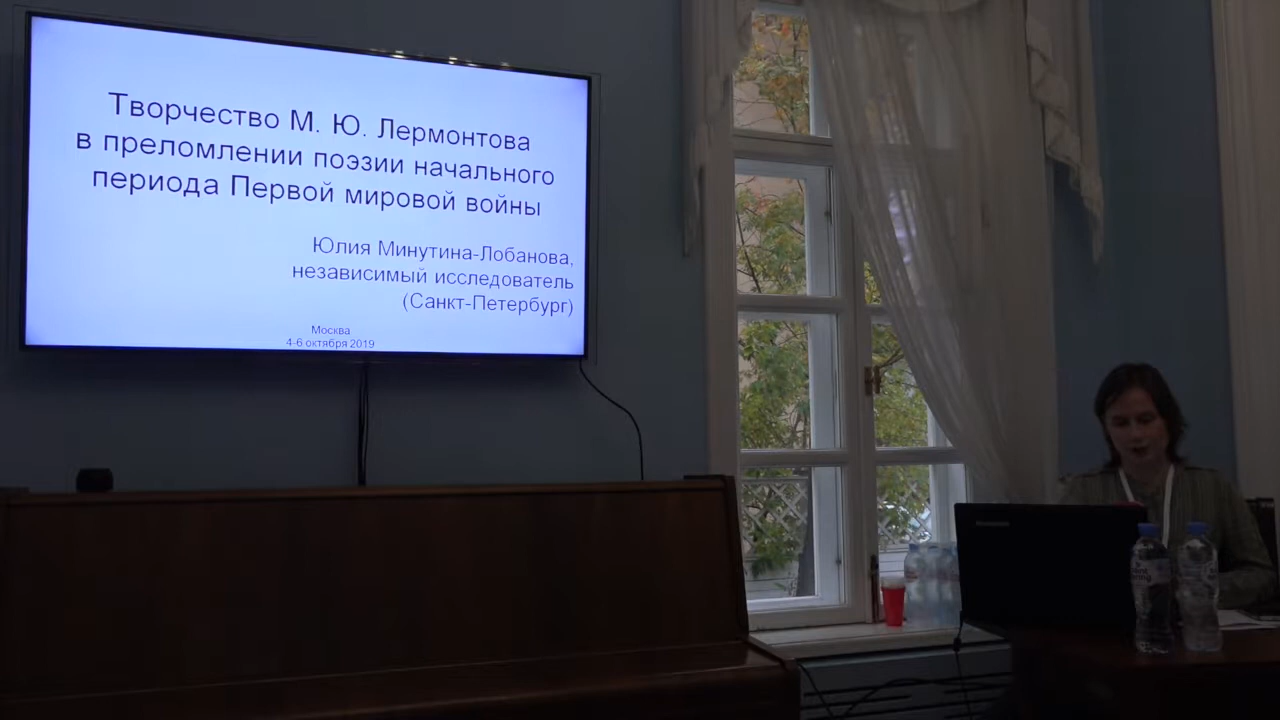 Творчество М. Ю. Лермонтова
в преломлении поэзии начального
периода Первой мировой войны
Юлия Минутина-Лобанова,
независимый исследователь
(Санкт-Петербург)
Москва
4-6 октября 2019